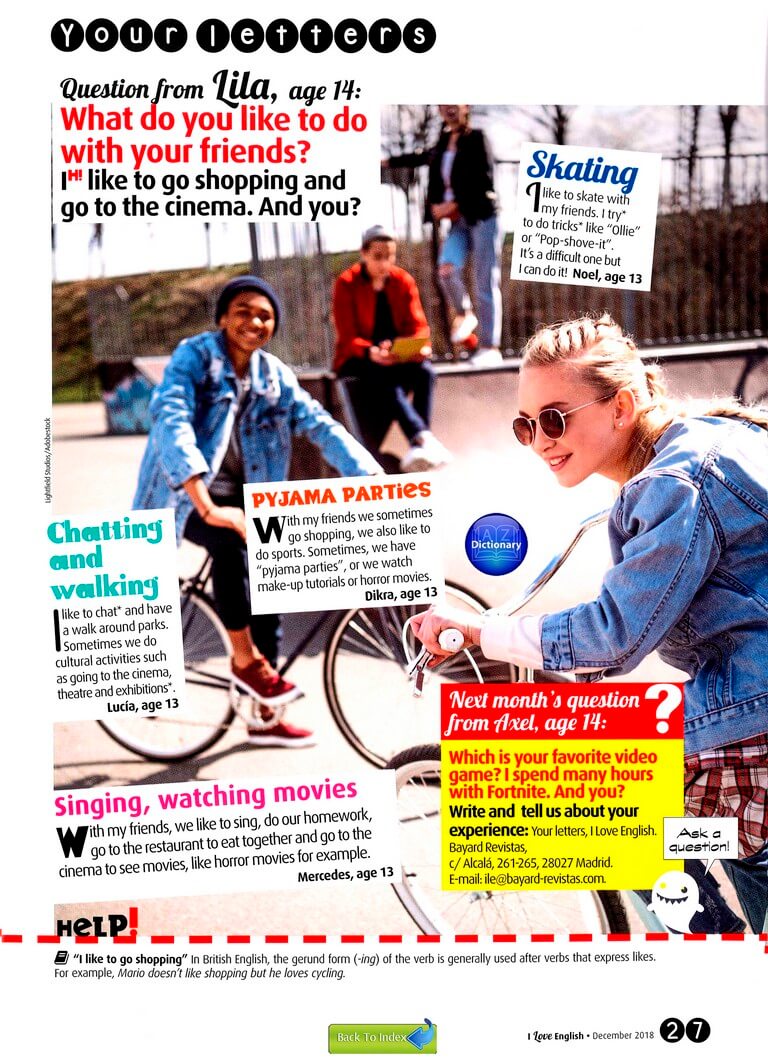 Your letters
Question from Lila, age 14:
What do you like to do
with your friends?
IH! like to go shopping and
go to the cinema. And you?
Skating
I like to skate with
my friends. I try*
to do tricks* like “Ollie”
or “Pop-shove-it”.
It’s a difficult one but
I can do it! Noel, age 13
Lightfield Studios/Adobestock
PYJAMA PARTiES
With my friends we sometimes
go shopping, we also like to
do sports. Sometimes, we have
“pyjama parties”, or we watch
make-up tutorials or horror movies.
Dikra, age 13
A Z
Dictionary
Chatting
and
walking
I like to chat* and have
a walk around parks.
Sometimes we do
cultural activities such
as going to the cinema,
theatre and exhibitions*.
Lucía, age 13
Next month’s question
from Axel, age 14:
?
Which is your favorite video
game? I spend many hours
with Fortnite. And you?
Write and tell us about your
experience: Your letters, I Love English.
Bayard Revistas,
c/ Alcalá, 261-265, 28027 Madrid.
E-mail: ile@bayard-revistas.com.
Ask a
question!
Singing, watching movies
With my friends, we like to sing, do our homework,
go to the restaurant to eat together and go to the
cinema to see movies, like horror movies for example.
Mercedes, age 13
HELP!
“I like to go shopping” In British English, the gerund form (-ing) of the verb is generally used after verbs that express likes.
For example, Mario doesn’t like shopping but he loves cycling.
Back To Index
I Love English • December 2018 27